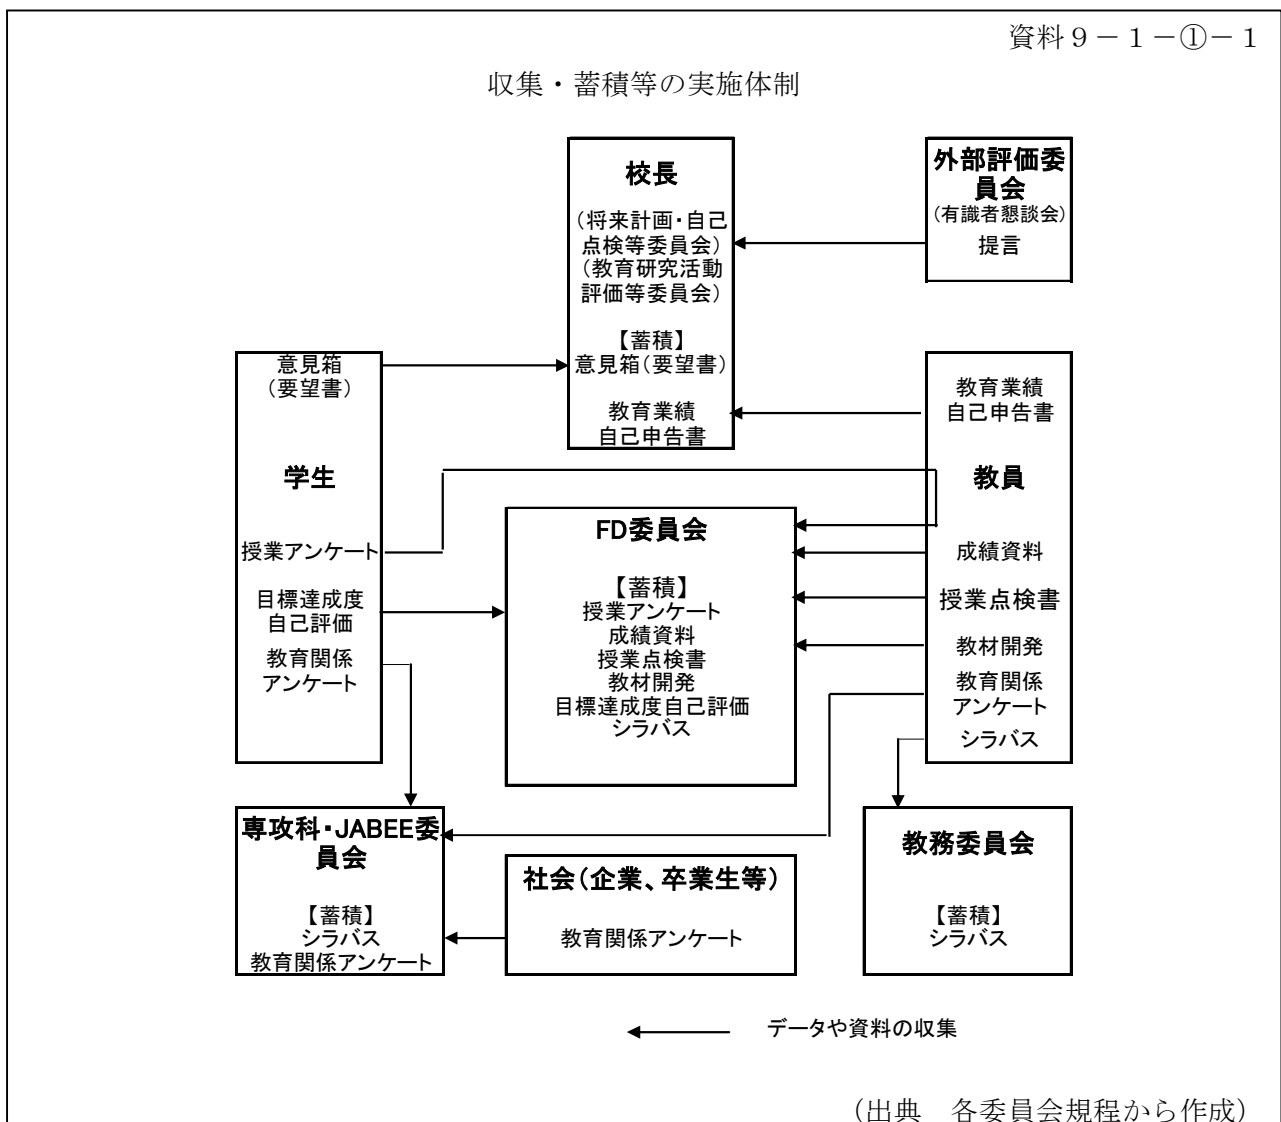 資料９－１－①－１
収集・蓄積等の実施体制
校長
（将来計画・自己
点検等委員会）
（教育研究活動
評価等委員会）
【蓄積】
意見箱（要望書）
教育業績
自己申告書
外部評価委
員会
（有識者懇談会）
提言
意見箱
（要望書）
学生
授業アンケート
目標達成度
自己評価
教育関係
アンケート
FD委員会
【蓄積】
授業アンケート
成績資料
授業点検書
教材開発
目標達成度自己評価
シラバス
教育業績
自己申告書
教員
成績資料
授業点検書
教材開発
教育関係
アンケート
シラバス
専攻科・JABEE委
員会
【蓄積】
シラバス
教育関係アンケート
社会（企業、卒業生等）
教育関係アンケート
教務委員会
【蓄積】
シラバス
データや資料の収集
（出典　各委員会規程から作成）